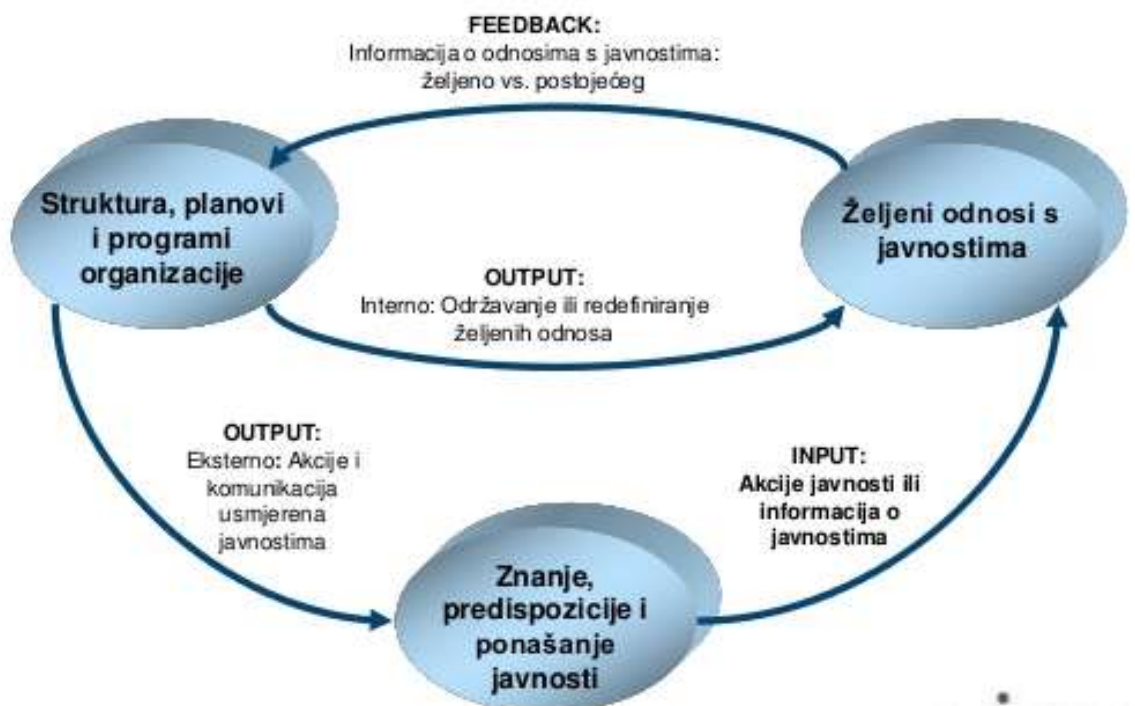 FEEDBACK:
Informacija o odnosima s javnostima:
željeno vs. postojećeg
Struktura, planovi
i programi
organizacije
Željeni odnosi s
javnostima
OUTPUT:
Interno: Održavanje ili redefiniranje
željenih odnosa
OUTPUT:
Eksterno: Akcije i
komunikacija
usmjerena
javnostima
INPUT:
Akcije javnosti ili
informacija o
javnostima
Znanje,
predispozicije i
ponašanje
javnosti